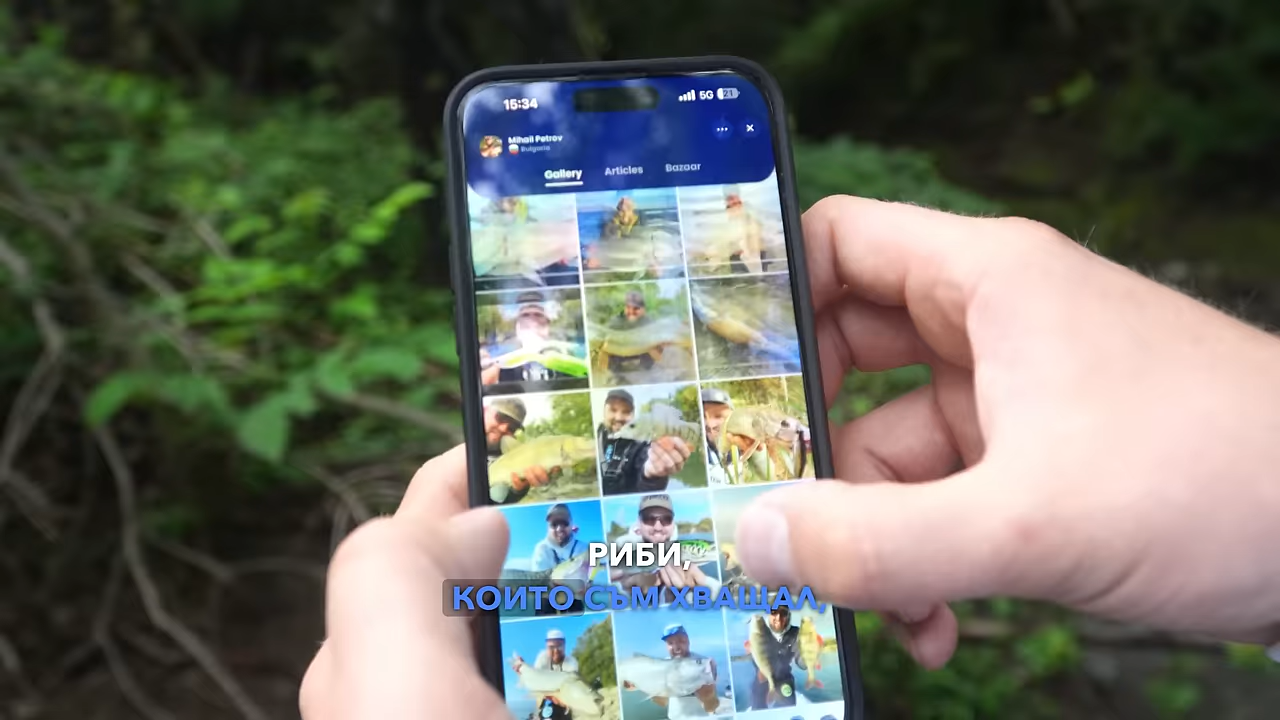 15:34
5G 21
Mihail Petrov
Bulgaria
Gallery Articles Bazaar
РИБИ,
КОИТО СЪМ ХВАЩАЛ,